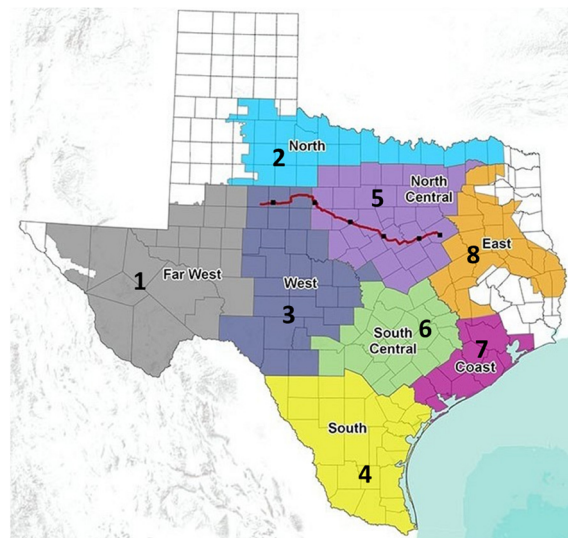 2
North
5
North
Central
8
East
1
Far West
West
3
6
South
Central
7
Coast
South
4